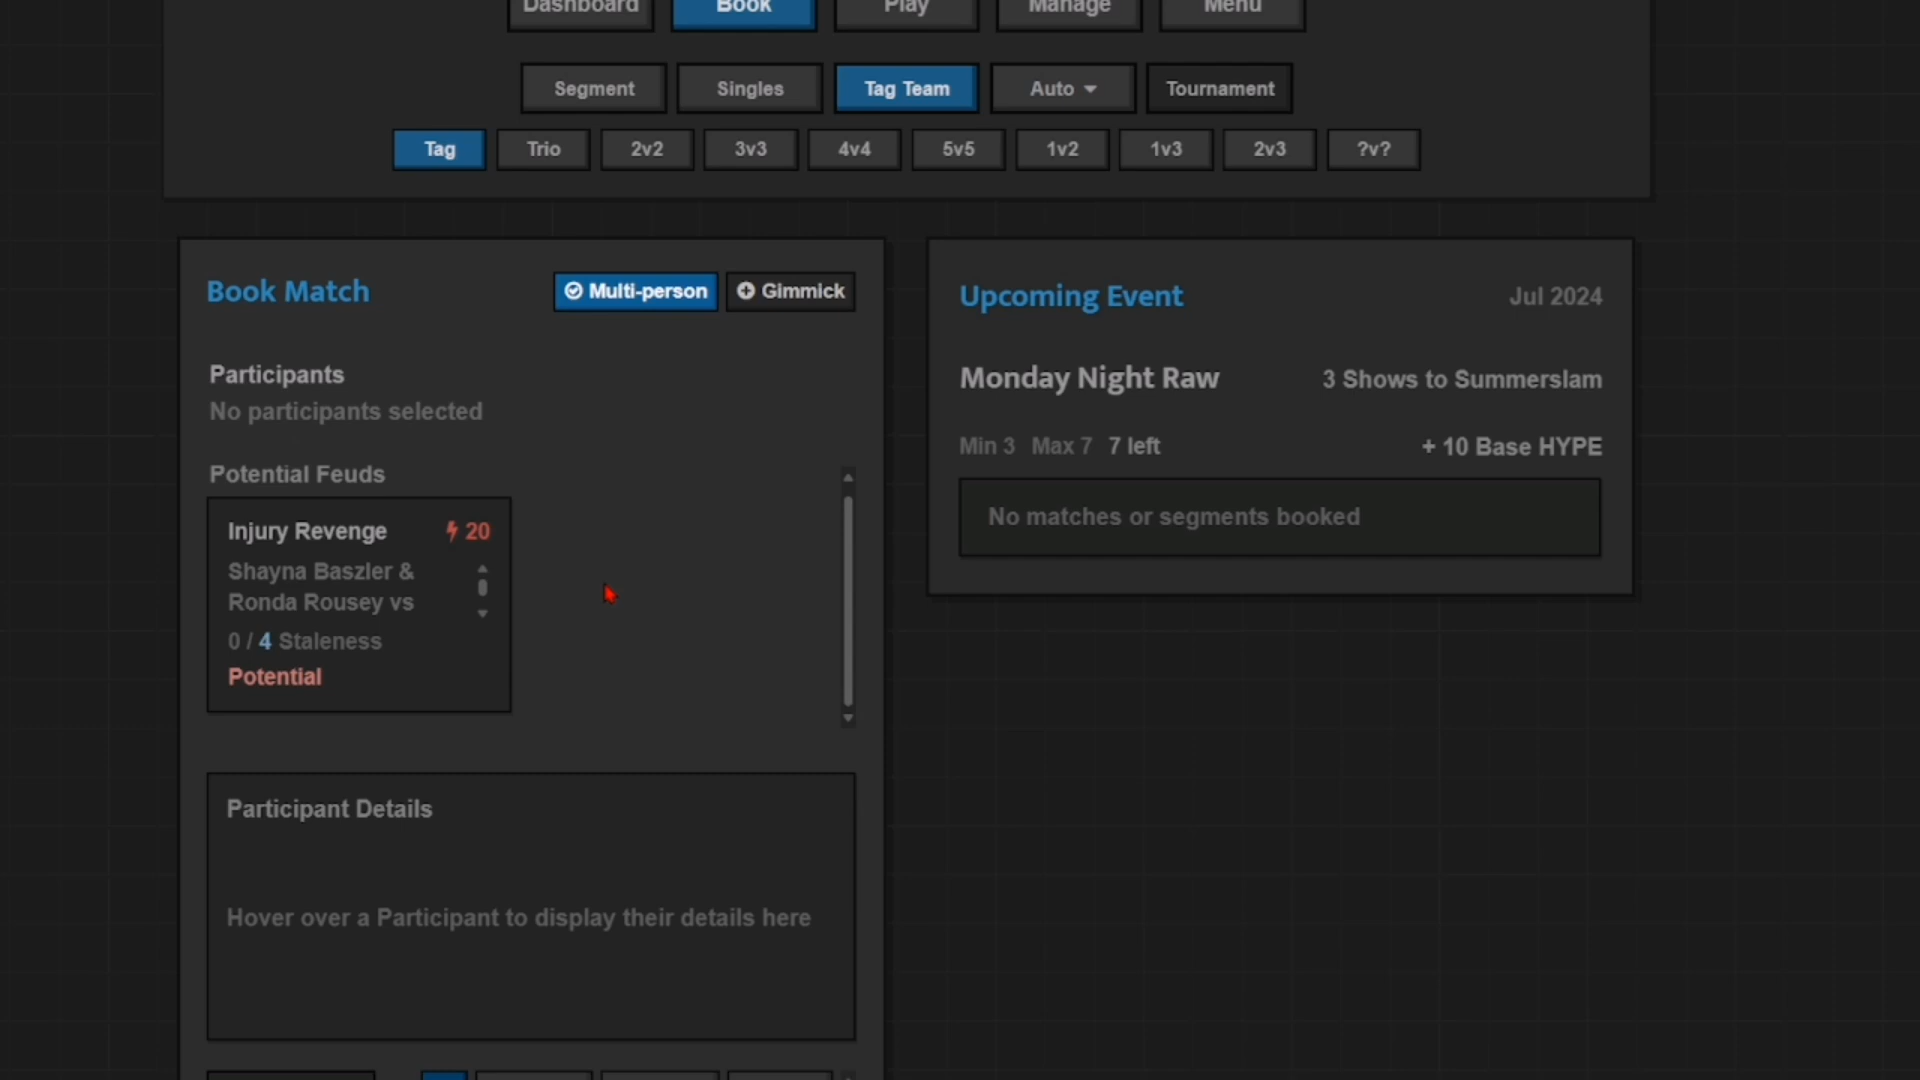 Dashboard Book Play Manage Menu
Segment Singles Tag Team Auto Tournament
Tag Trio 2v2 3v3 4v4 5v5 1v2 1v3 2v3 ?v?
Book Match Multi-person Gimmick
Participants
No participants selected
Potential Feuds
Injury Revenge 20
Shayna Baszler &
Ronda Rousey vs
0 / 4 Staleness
Potential
Participant Details
Hover over a Participant to display their details here
Upcoming Event Jul 2024
Monday Night Raw 3 Shows to Summerslam
Min 3 Max 7 7 left + 10 Base HYPE
No matches or segments booked